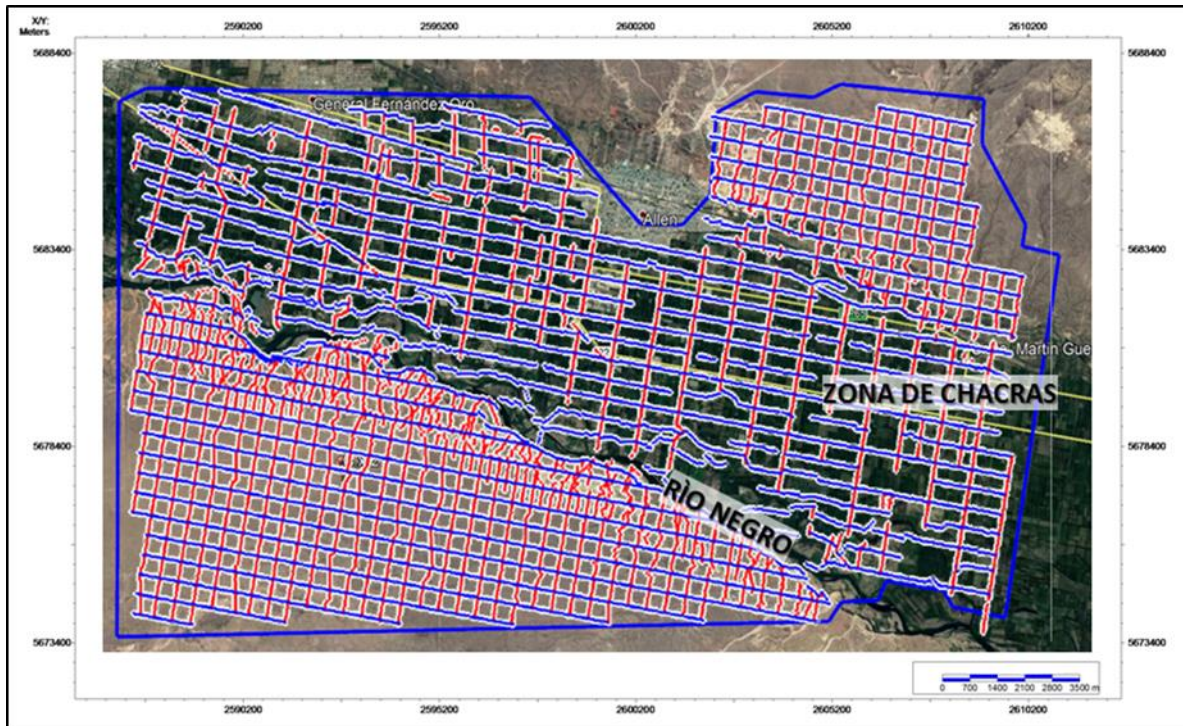 X/Y:
Meters
2590200 2595200 2600200 2605200 2610200
5688400 5688400
General Fernández Oro
Allen
5683400 5683400
Martin Gue
ZONA DE CHACRAS
5678400 5678400
RÌO NEGRO
5673400 5673400
0 700 1400 2100 2800 3500 m
2590200 2595200 2600200 2605200 2610200